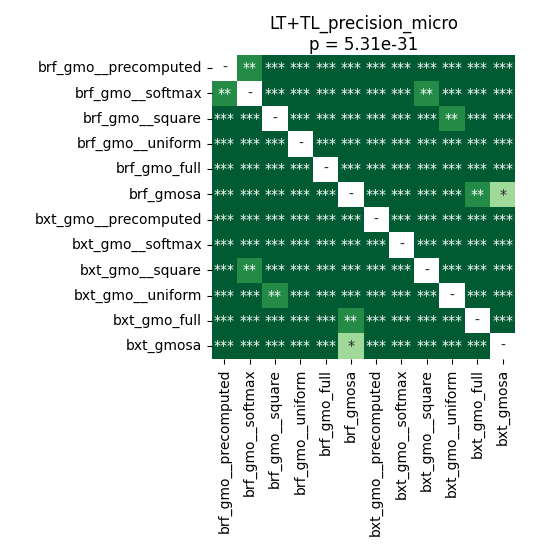 LT+TL_precision_micro
p = 5.31e-31
brf_gmo__precomputed - ** *** *** *** *** *** *** *** *** *** ***
brf_gmo__softmax ** - *** *** *** *** *** *** ** *** *** ***
brf_gmo__square *** *** - *** *** *** *** *** *** ** *** ***
brf_gmo__uniform *** *** *** - *** *** *** *** *** *** *** ***
brf_gmo_full *** *** *** *** - *** *** *** *** *** *** ***
brf_gmosa *** *** *** *** *** - *** *** *** *** ** *
bxt_gmo__precomputed *** *** *** *** *** *** - *** *** *** *** ***
bxt_gmo__softmax *** *** *** *** *** *** *** - *** *** *** ***
bxt_gmo__square *** ** *** *** *** *** *** *** - *** *** ***
bxt_gmo__uniform *** *** ** *** *** *** *** *** *** - *** ***
bxt_gmo_full *** *** *** *** *** ** *** *** *** *** - ***
bxt_gmosa *** *** *** *** *** * *** *** *** *** *** -
brf_gmo__precomputed
brf_gmo__softmax
brf_gmo__square
brf_gmo__uniform
brf_gmo_full
brf_gmosa
bxt_gmo__precomputed
bxt_gmo__softmax
bxt_gmo__square
bxt_gmo__uniform
bxt_gmo_full
bxt_gmosa